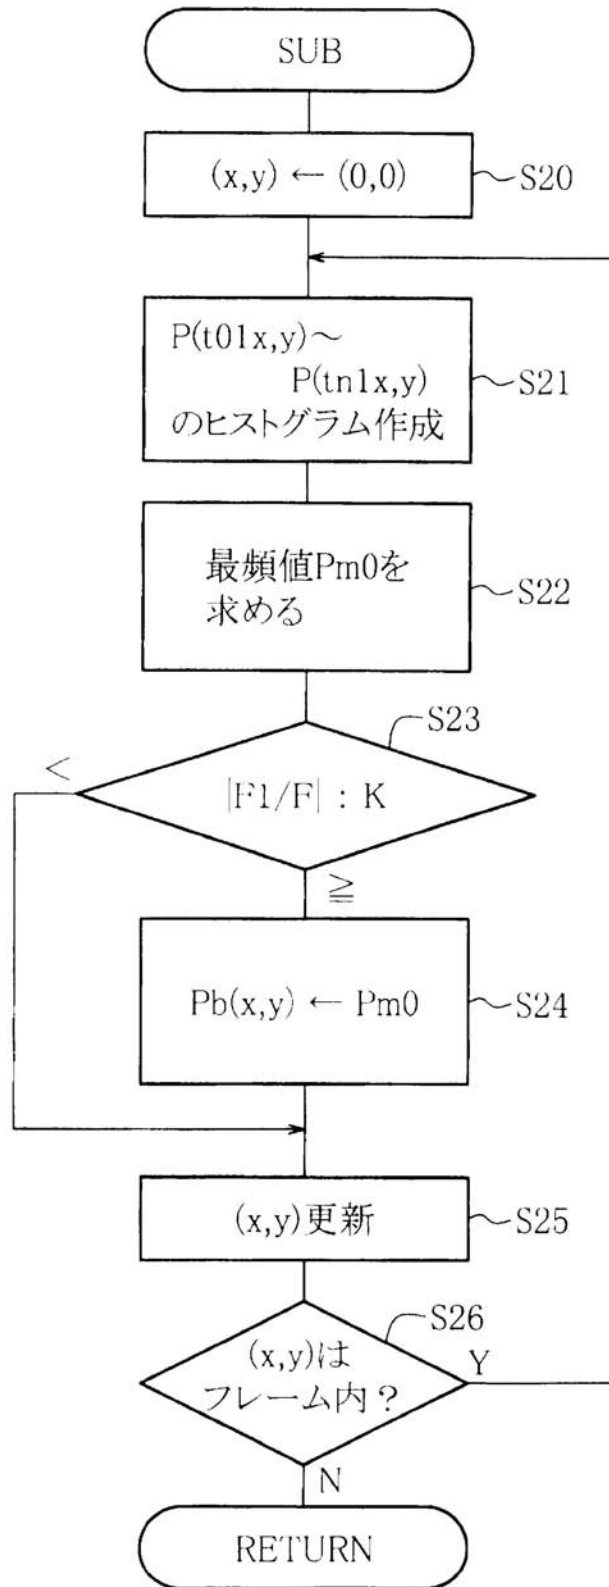 SUB
(x,y) ← (0,0)
S20
P(t01x,y)～
P(tn1x,y)
のヒストグラム作成
S21
最頻値Pm0を
求める
S22
S23
<
|F1/F| : K
≧
Pb(x,y) ← Pm0
S24
(x,y)更新
S25
S26
(x,y)は
フレーム内？
Y
N
RETURN